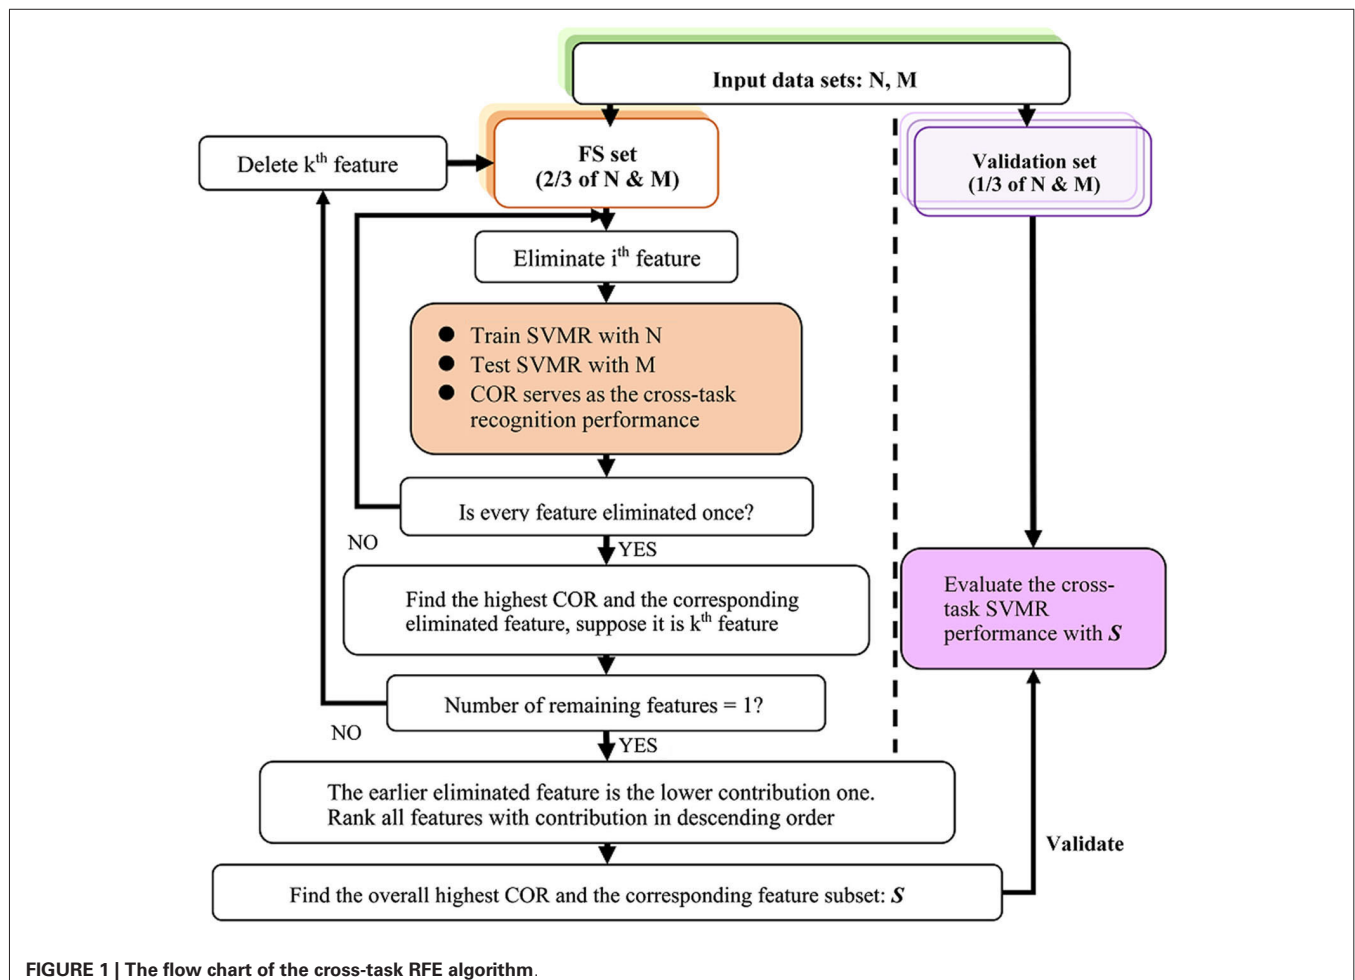 Input data sets: N, M
Delete kth feature
FS set
(2/3 of N & M)
Validation set
(1/3 of N & M)
Eliminate ith feature
● Train SVMR with N
● Test SVMR with M
● COR serves as the cross-task
recognition performance
Is every feature eliminated once?
NO
YES
Find the highest COR and the corresponding
eliminated feature, suppose it is kth feature
Evaluate the cross-
task SVMR
performance with S
Number of remaining features = 1?
NO
YES
The earlier eliminated feature is the lower contribution one.
Rank all features with contribution in descending order
Validate
Find the overall highest COR and the corresponding feature subset: S
FIGURE 1 | The flow chart of the cross-task RFE algorithm.